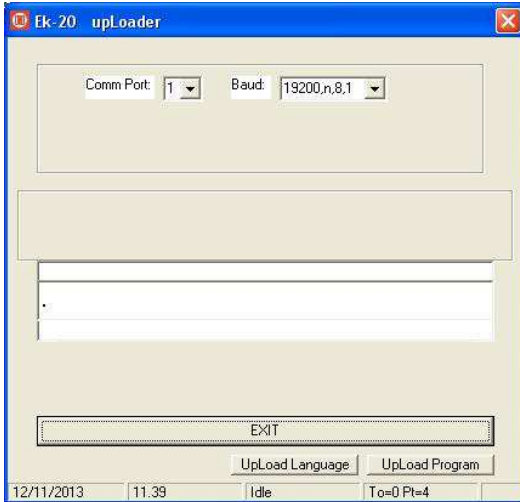 Ek-20 upLoader
Comm Port: 1 Baud: 19200,n,8,1
.
EXIT
UpLoad Language UpLoad Program
12/11/2013 11.39 Idle To=0 Pt=4